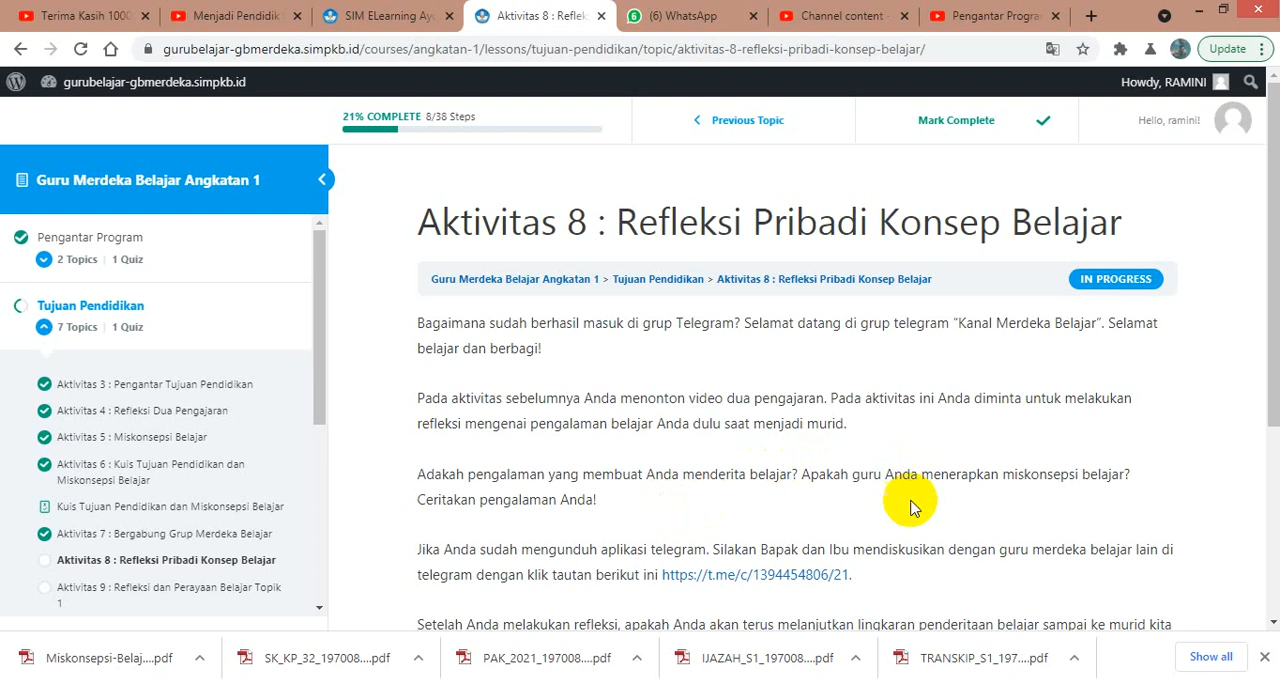 Terima Kasih 1000
Menjadi Pendidik
SIM ELearning Ay
Aktivitas 8 : Reflek
(6) WhatsApp
Channel content -
Pengantar Progra
gurubelajar-gbmerdeka.simpkb.id/courses/angkatan-1/lessons/tujuan-pendidikan/topic/aktivitas-8-refleksi-pribadi-konsep-belajar/
Update
gurubelajar-gbmerdeka.simpkb.id
Howdy, RAMINI
21% COMPLETE 8/38 Steps
Previous Topic
Mark Complete
Hello, ramini!
Guru Merdeka Belajar Angkatan 1
Pengantar Program
2 Topics | 1 Quiz
Tujuan Pendidikan
7 Topics | 1 Quiz
Aktivitas 3 : Pengantar Tujuan Pendidikan
Aktivitas 4 : Refleksi Dua Pengajaran
Aktivitas 5 : Miskonsepsi Belajar
Aktivitas 6 : Kuis Tujuan Pendidikan dan
Miskonsepsi Belajar
Kuis Tujuan Pendidikan dan Miskonsepsi Belajar
Aktivitas 7 : Bergabung Grup Merdeka Belajar
Aktivitas 8 : Refleksi Pribadi Konsep Belajar
Aktivitas 9 : Refleksi dan Perayaan Belajar Topik
1
Aktivitas 8 : Refleksi Pribadi Konsep Belajar
Guru Merdeka Belajar Angkatan 1 > Tujuan Pendidikan > Aktivitas 8 : Refleksi Pribadi Konsep Belajar
IN PROGRESS
Bagaimana sudah berhasil masuk di grup Telegram? Selamat datang di grup telegram “Kanal Merdeka Belajar”. Selamat
belajar dan berbagi!
Pada aktivitas sebelumnya Anda menonton video dua pengajaran. Pada aktivitas ini Anda diminta untuk melakukan
refleksi mengenai pengalaman belajar Anda dulu saat menjadi murid.
Adakah pengalaman yang membuat Anda menderita belajar? Apakah guru Anda menerapkan miskonsepsi belajar?
Ceritakan pengalaman Anda!
Jika Anda sudah mengunduh aplikasi telegram. Silakan Bapak dan Ibu mendiskusikan dengan guru merdeka belajar lain di
telegram dengan klik tautan berikut ini https://t.me/c/1394454806/21.
Setelah Anda melakukan refleksi, apakah Anda akan terus melanjutkan lingkaran penderitaan belajar sampai ke murid kita
Miskonsepsi-Belaj....pdf
SK_KP_32_197008....pdf
PAK_2021_197008....pdf
IJAZAH_S1_197008....pdf
TRANSKIP_S1_197....pdf
Show all